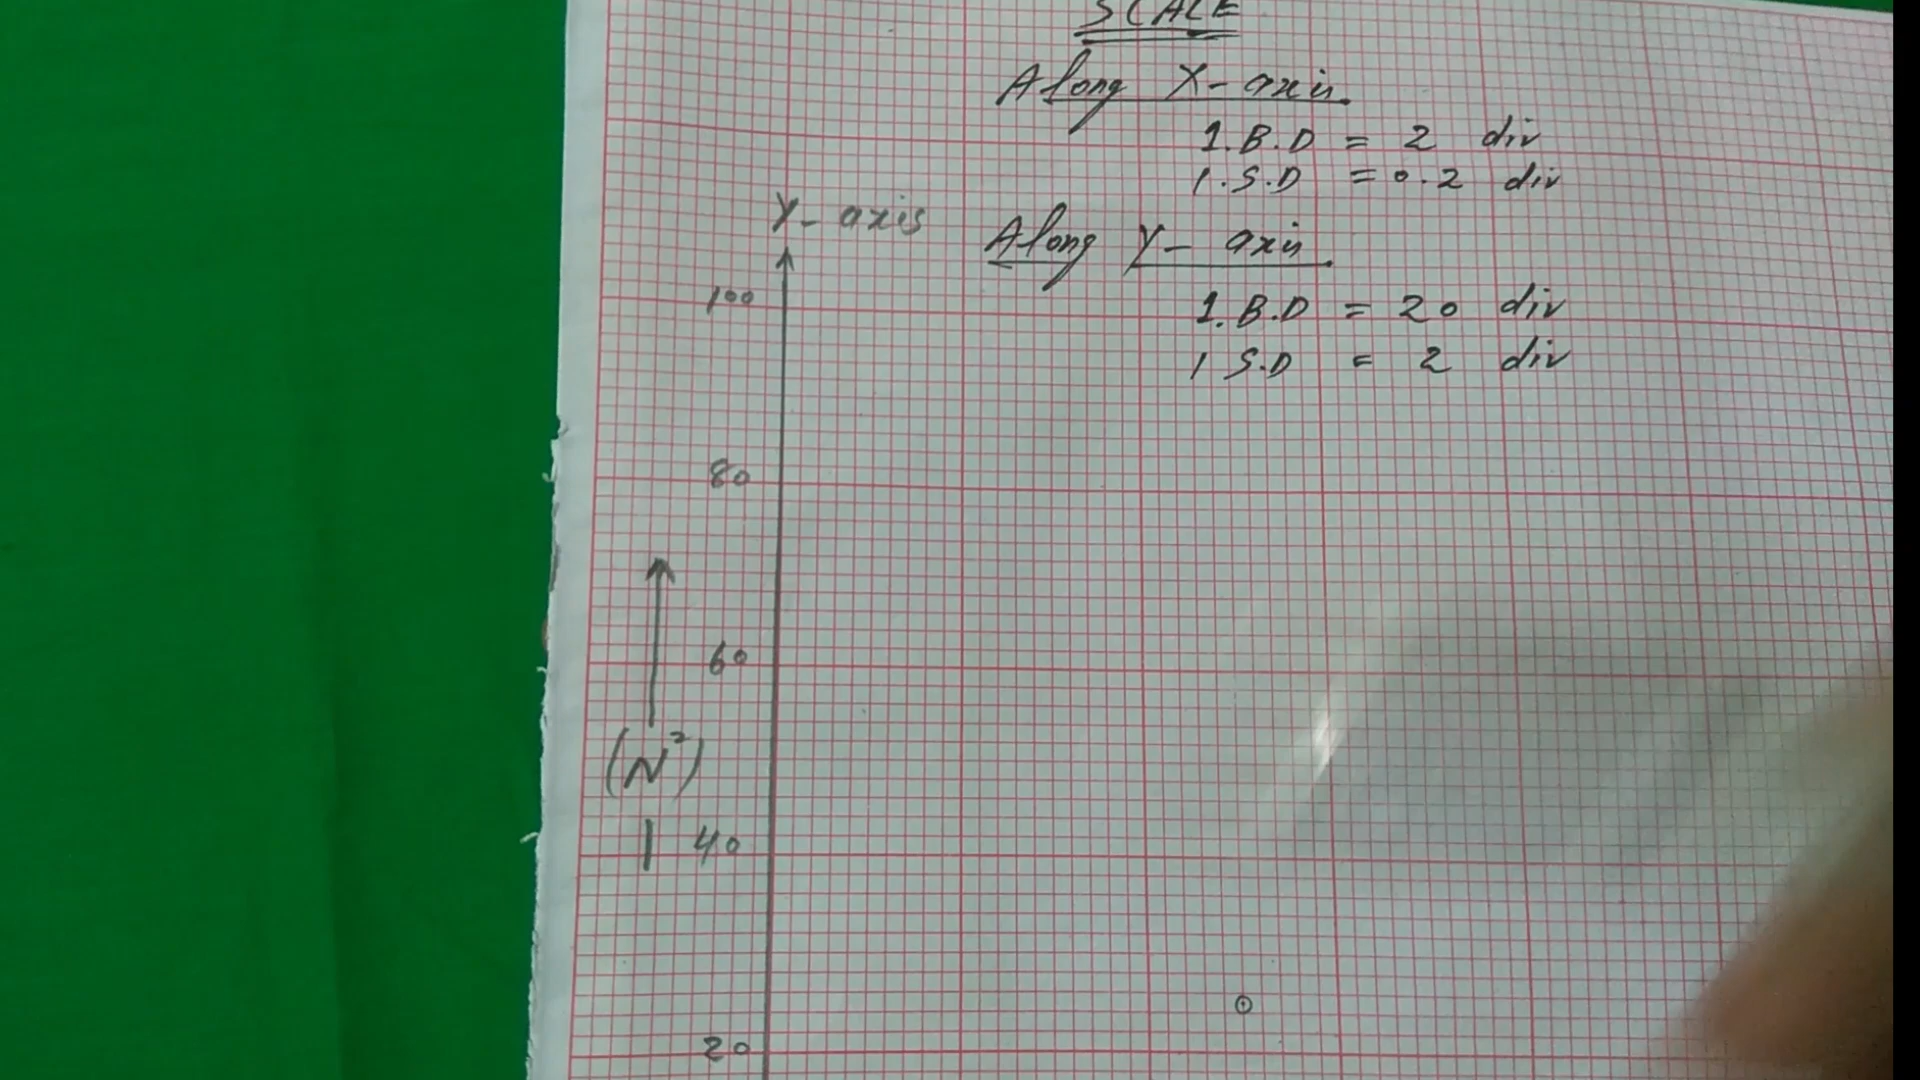 SCALE
Along X-axis.
1.B.D = 2 div
1.S.D = 0.2 div
Y-axis
Along Y-axis.
1.B.D = 20 div
1 S.D = 2 div
100
80
60
(N²)
40
20